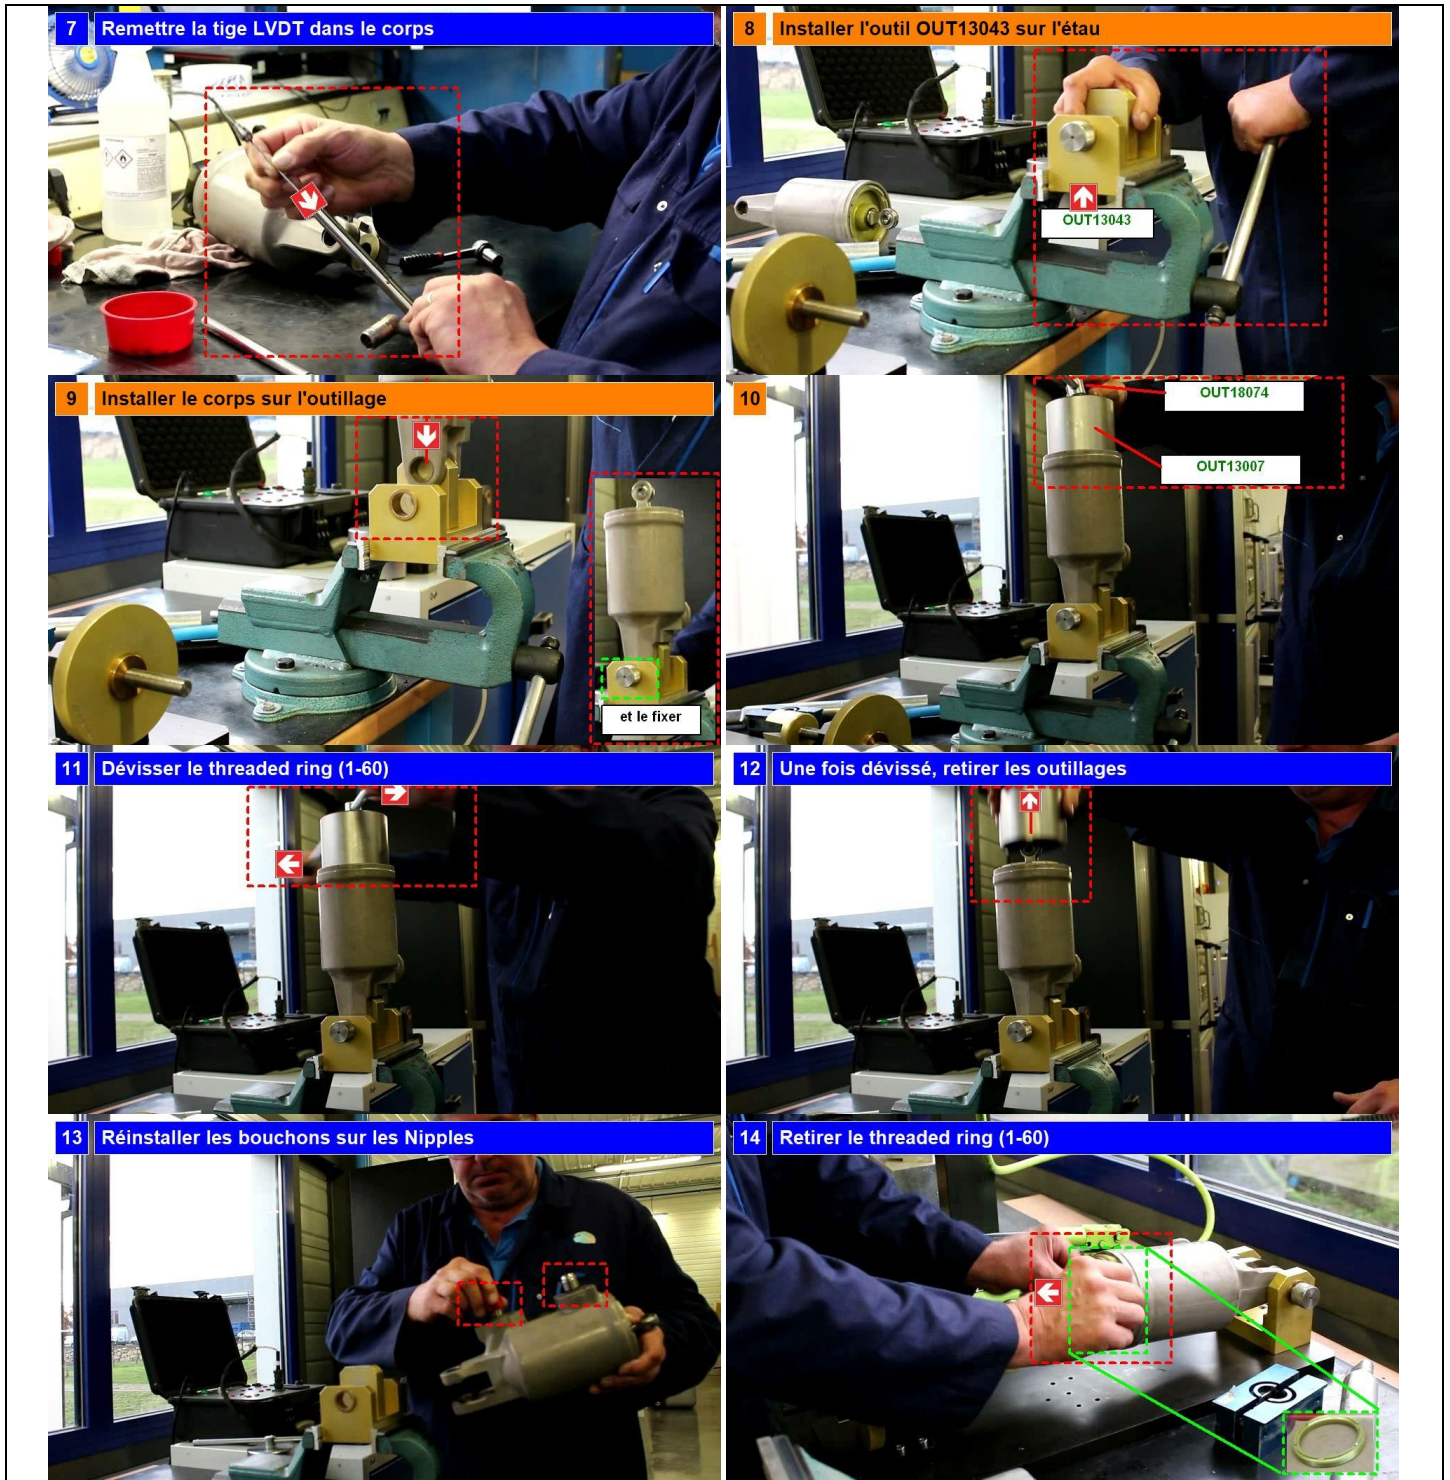 7 Remettre la tige LVDT dans le corps
8 Installer l'outil OUT13043 sur l'étau
OUT13043
9 Installer le corps sur l'outillage
et le fixer
10
OUT18074
OUT13007
11 Dévisser le threaded ring (1-60)
12 Une fois dévissé, retirer les outillages
13 Réinstaller les bouchons sur les Nipples
14 Retirer le threaded ring (1-60)